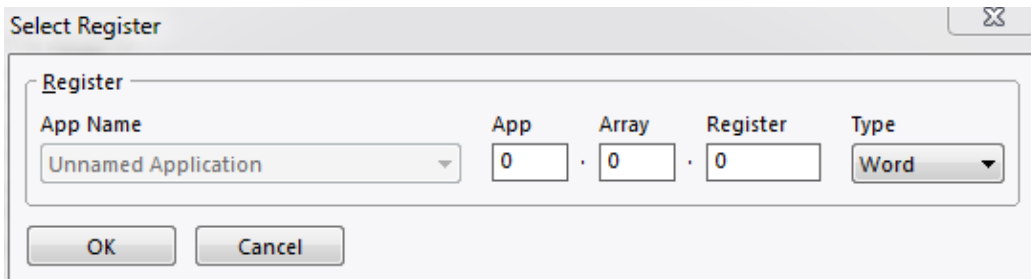 Select Register
Register
App Name App Array Register Type
Unnamed Application 0 . 0 . 0 Word
OK Cancel